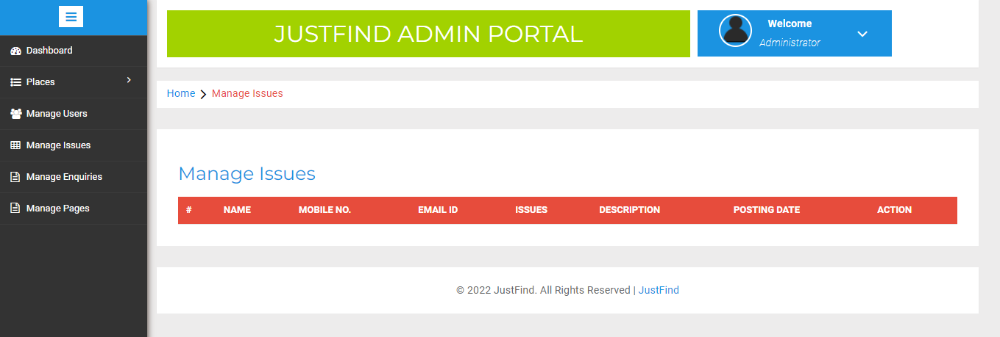 JUSTFIND ADMIN PORTAL
Welcome
Administrator
Dashboard
Places
Manage Users
Manage Issues
Manage Enquiries
Manage Pages
Home Manage Issues
Manage Issues
# NAME MOBILE NO. EMAIL ID ISSUES DESCRIPTION POSTING DATE ACTION
© 2022 JustFind. All Rights Reserved | JustFind